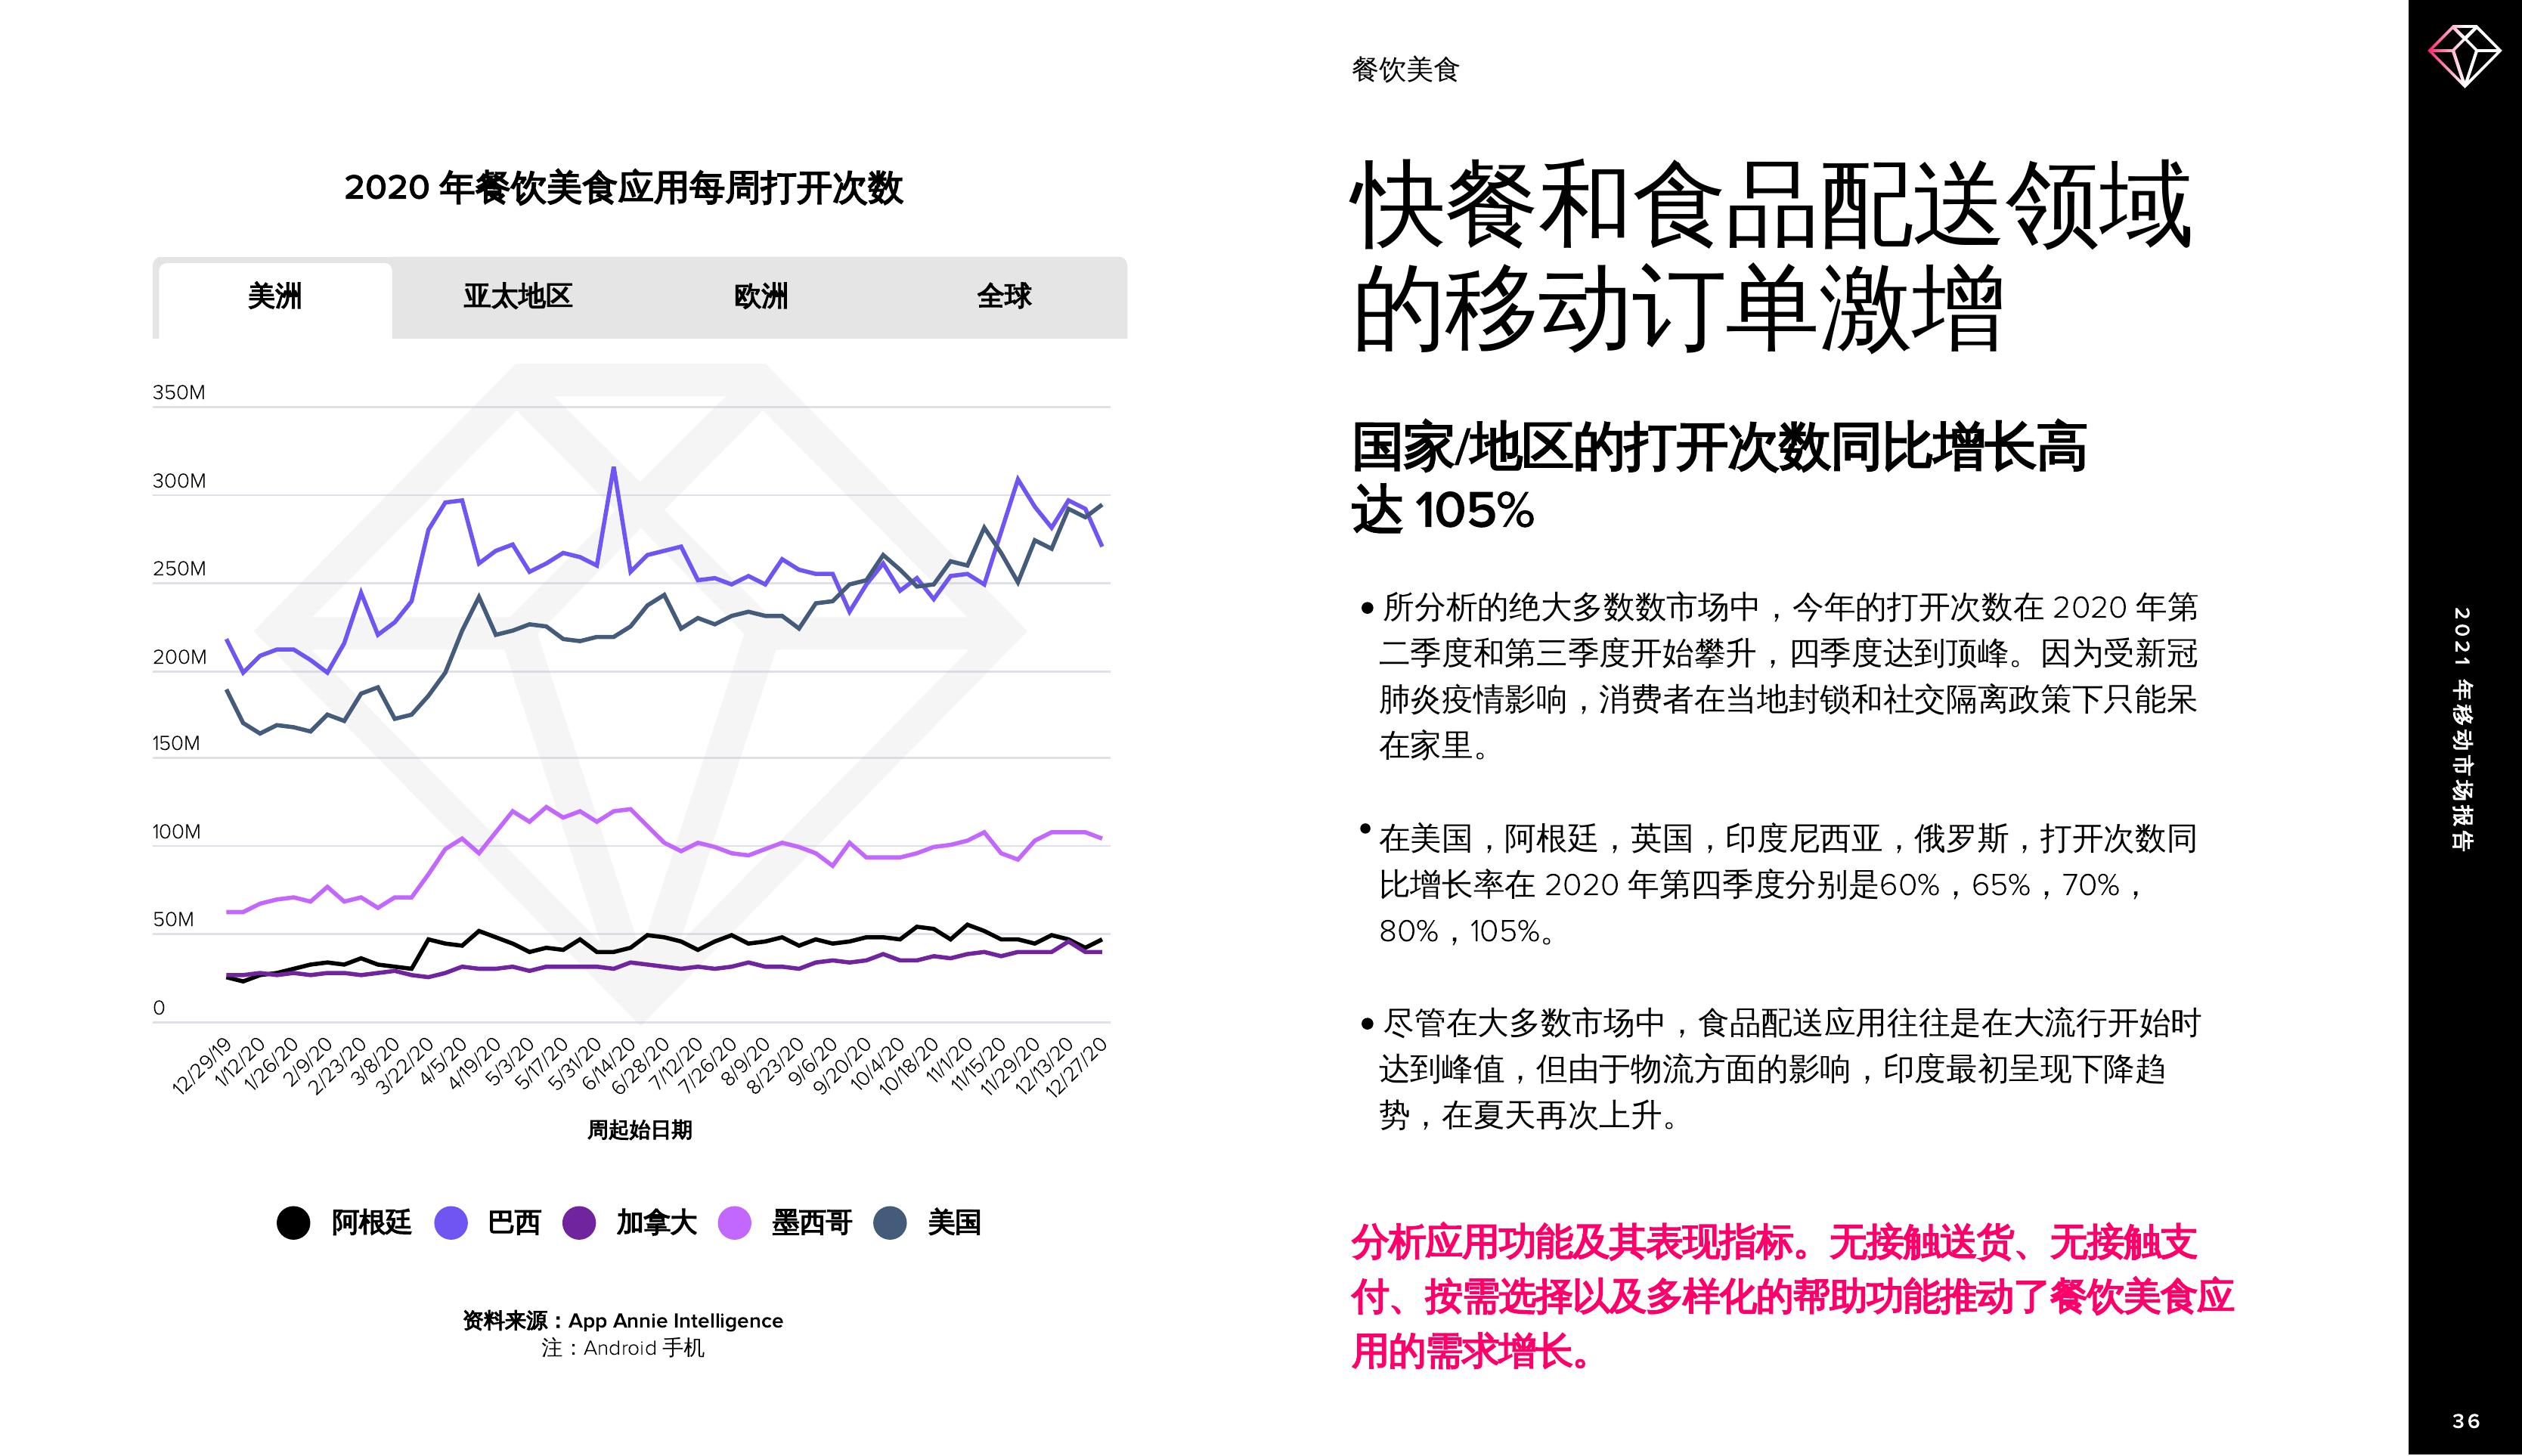 餐饮美食
2020 年餐饮美食应用每周打开次数
美洲
亚太地区
欧洲
全球
350M
300M
250M
200M
150M
100M
50M
0
12/29/19
1/12/20
1/26/20
2/9/20
2/23/20
3/8/20
3/22/20
4/5/20
4/19/20
5/3/20
5/17/20
5/31/20
6/14/20
6/28/20
7/12/20
7/26/20
8/9/20
8/23/20
9/6/20
9/20/20
10/4/20
10/18/20
11/1/20
11/15/20
11/29/20
12/13/20
12/27/20
周起始日期
阿根廷
巴西
加拿大
墨西哥
美国
资料来源：App Annie Intelligence
注：Android 手机
快餐和食品配送领域
的移动订单激增
国家/地区的打开次数同比增长高
达 105%
• 所分析的绝大多数数市场中，今年的打开次数在 2020 年第
二季度和第三季度开始攀升，四季度达到顶峰。因为受新冠
肺炎疫情影响，消费者在当地封锁和社交隔离政策下只能呆
在家里。
• 在美国，阿根廷，英国，印度尼西亚，俄罗斯，打开次数同
比增长率在 2020 年第四季度分别是60%，65%，70%，
80%，105%。
• 尽管在大多数市场中，食品配送应用往往是在大流行开始时
达到峰值，但由于物流方面的影响，印度最初呈现下降趋
势，在夏天再次上升。
分析应用功能及其表现指标。无接触送货、无接触支
付、按需选择以及多样化的帮助功能推动了餐饮美食应
用的需求增长。
2021 年移动市场报告
36